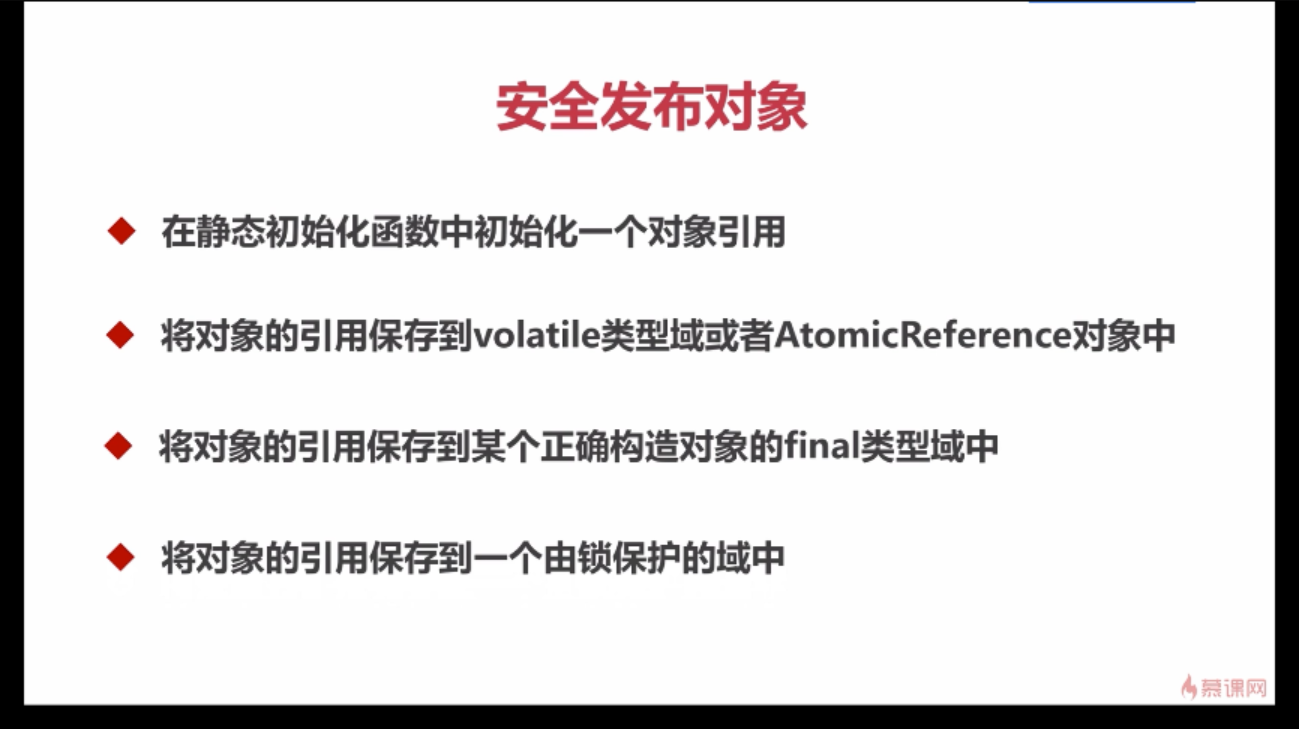 安全发布对象
在静态初始化函数中初始化一个对象引用
将对象的引用保存到volatile类型域或者AtomicReference对象中
将对象的引用保存到某个正确构造对象的final类型域中
将对象的引用保存到一个由锁保护的域中
慕课网